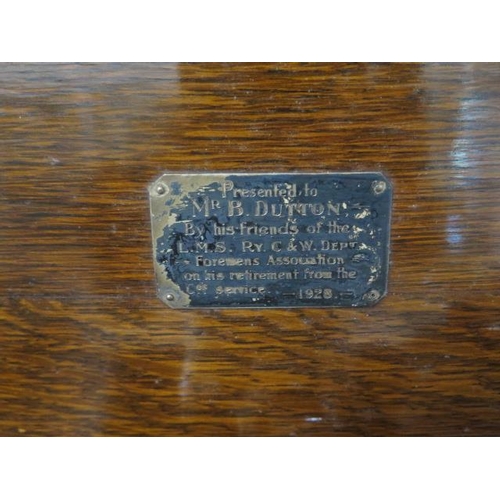 Presented to
Mr B. Dutton
By his friends of the
L.M.S. Ry. C & W. Dept
Foremens Association
on his retirement from the
Coys service – 1928. –